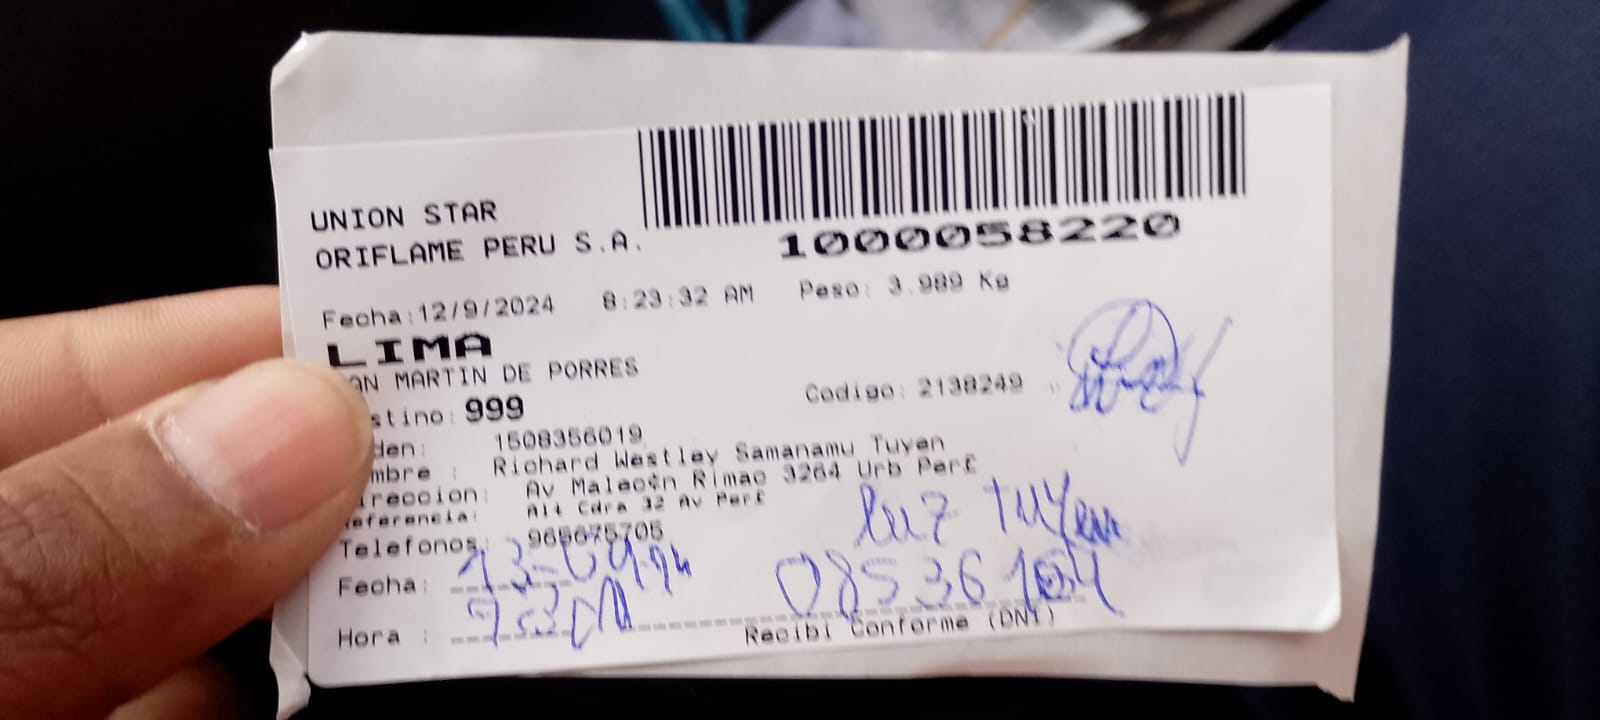 UNION STAR
ORIFLAME PERU S.A.
1000058220
Fecha:12/9/2024 8:23:32 AM Peso: 3.989 Kg
LIMA
AN MARTIN DE PORRES
stino: 999 Codigo: 2138249
den: 1508356019
mbre : Richard Westley Samanamu Tuyen
ireccion: Av Malec¢n Rimac 3264 Urb Perf
eferencia: Alt Cdra 32 Av Perf
Telefonos: 965675705
luz Tuyen
Fecha:
Hora :
Recibi Conforme (DNI)